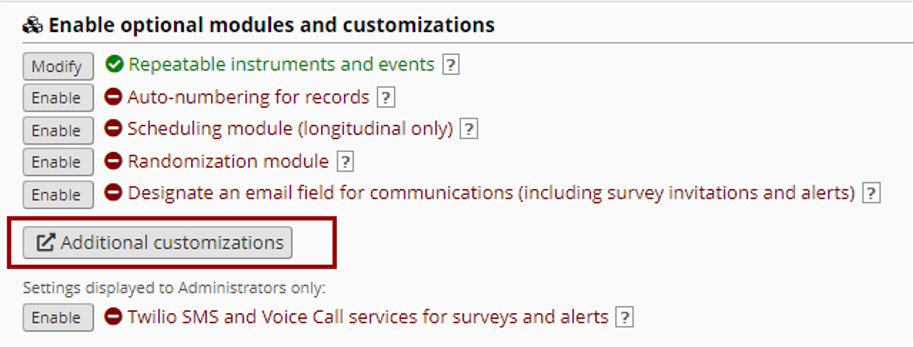 Enable optional modules and customizations
Modify Repeatable instruments and events ?
Enable Auto-numbering for records ?
Enable Scheduling module (longitudinal only) ?
Enable Randomization module ?
Enable Designate an email field for communications (including survey invitations and alerts) ?
Additional customizations
Settings displayed to Administrators only:
Enable Twilio SMS and Voice Call services for surveys and alerts ?